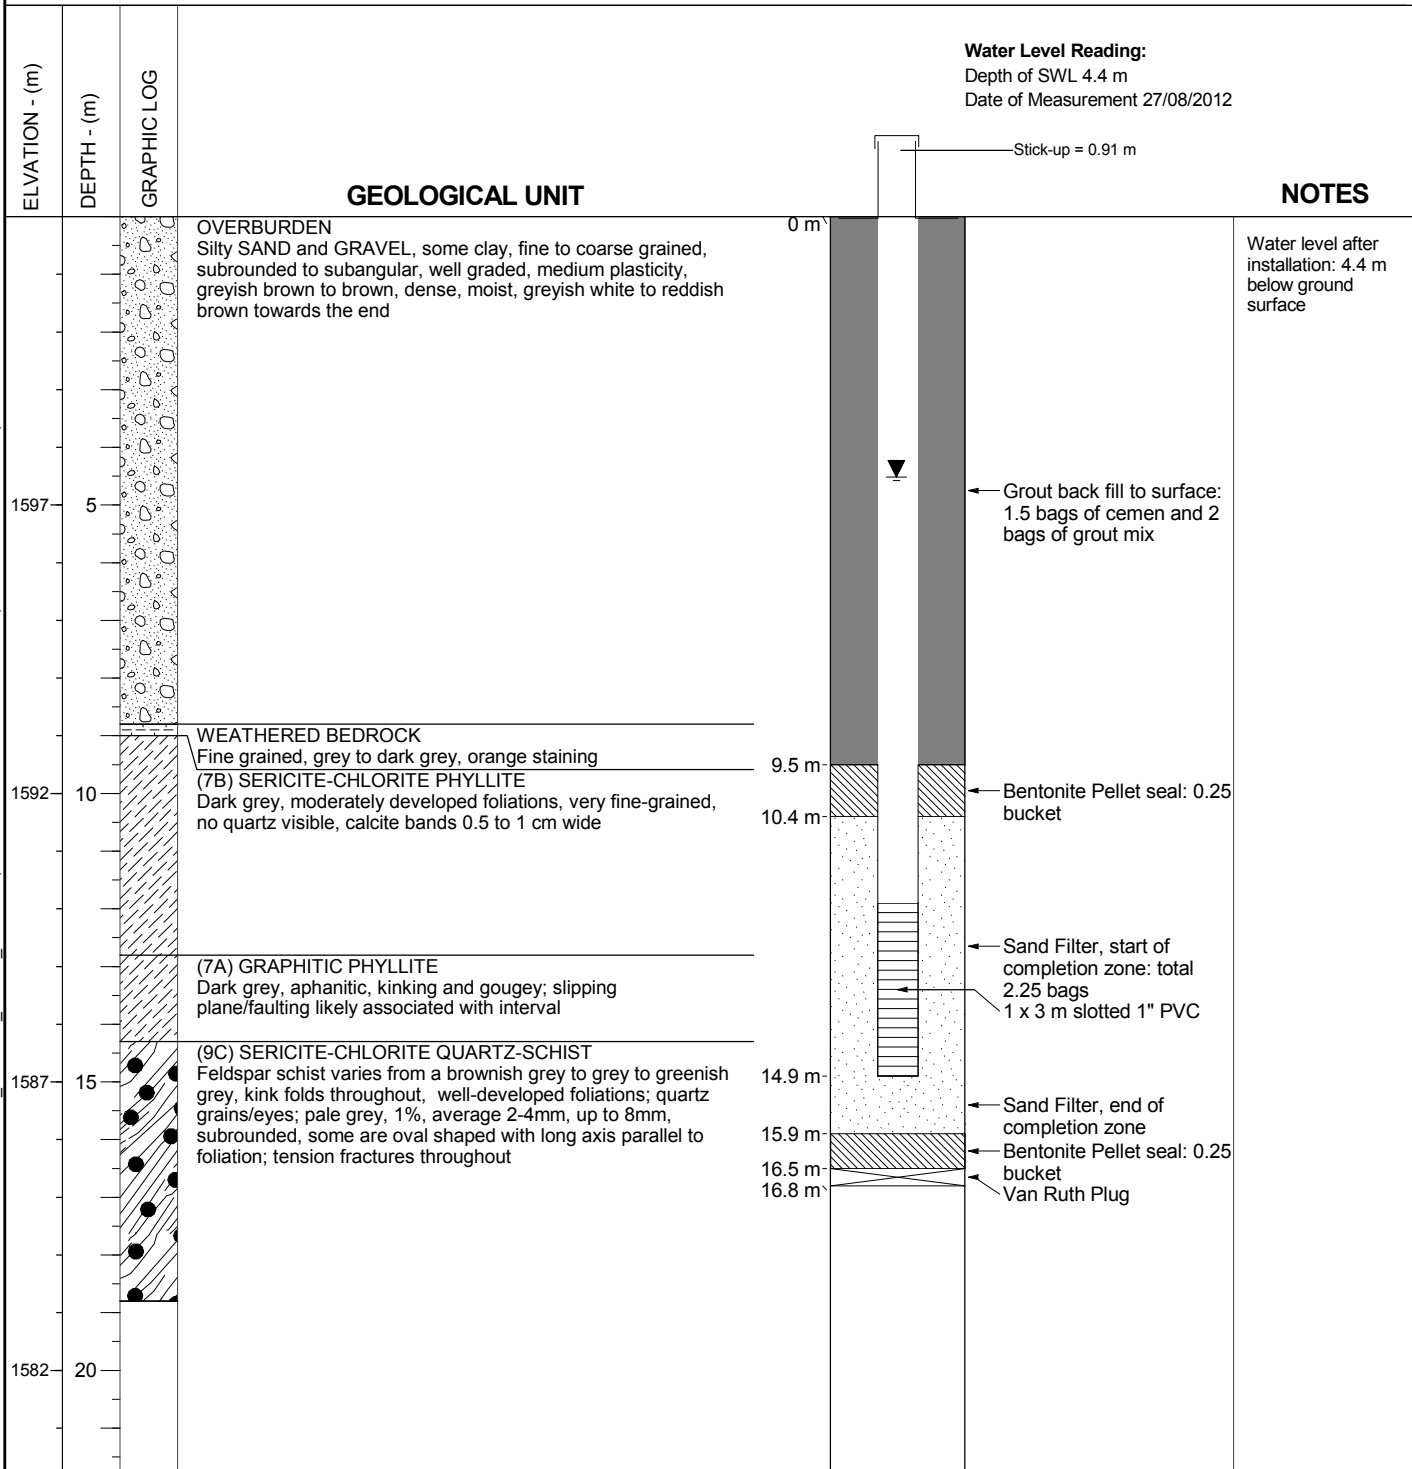 Water Level Reading:
Depth of SWL 4.4 m
Date of Measurement 27/08/2012
Stick-up = 0.91 m
ELVATION - (m)
DEPTH - (m)
GRAPHIC LOG
GEOLOGICAL UNIT
NOTES
OVERBURDEN
Silty SAND and GRAVEL, some clay, fine to coarse grained,
subrounded to subangular, well graded, medium plasticity,
greyish brown to brown, dense, moist, greyish white to reddish
brown towards the end
0 m
Water level after
installation: 4.4 m
below ground
surface
1597
5
Grout back fill to surface:
1.5 bags of cemen and 2
bags of grout mix
WEATHERED BEDROCK
Fine grained, grey to dark grey, orange staining
9.5 m
(7B) SERICITE-CHLORITE PHYLLITE
Dark grey, moderately developed foliations, very fine-grained,
no quartz visible, calcite bands 0.5 to 1 cm wide
1592
10
10.4 m
Bentonite Pellet seal: 0.25
bucket
Sand Filter, start of
completion zone: total
2.25 bags
1 x 3 m slotted 1" PVC
(7A) GRAPHITIC PHYLLITE
Dark grey, aphanitic, kinking and gougey; slipping
plane/faulting likely associated with interval
(9C) SERICITE-CHLORITE QUARTZ-SCHIST
Feldspar schist varies from a brownish grey to grey to greenish
grey, kink folds throughout, well-developed foliations; quartz
grains/eyes; pale grey, 1%, average 2-4mm, up to 8mm,
subrounded, some are oval shaped with long axis parallel to
foliation; tension fractures throughout
1587
15
14.9 m
Sand Filter, end of
completion zone
15.9 m
Bentonite Pellet seal: 0.25
bucket
16.5 m
16.8 m
Van Ruth Plug
1582
20